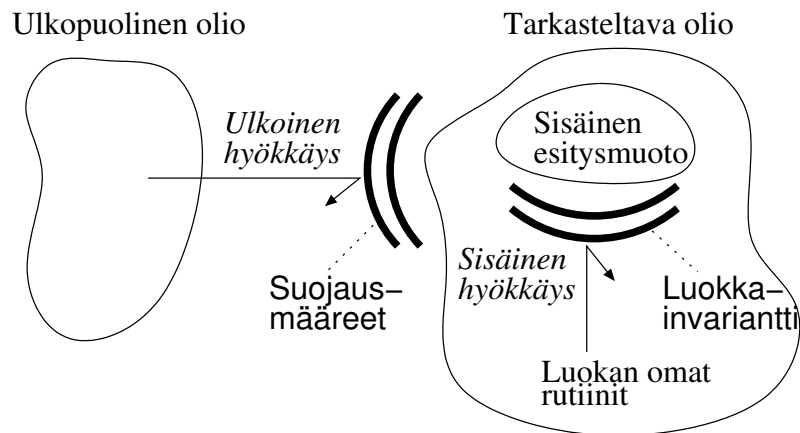 Ulkopuolinen olio
Tarkasteltava olio
Ulkoinen
hyökkäys
Sisäinen
esitysmuoto
Sisäinen
hyökkäys
Suojaus–
määreet
Luokka–
invariantti
Luokan omat
rutiinit